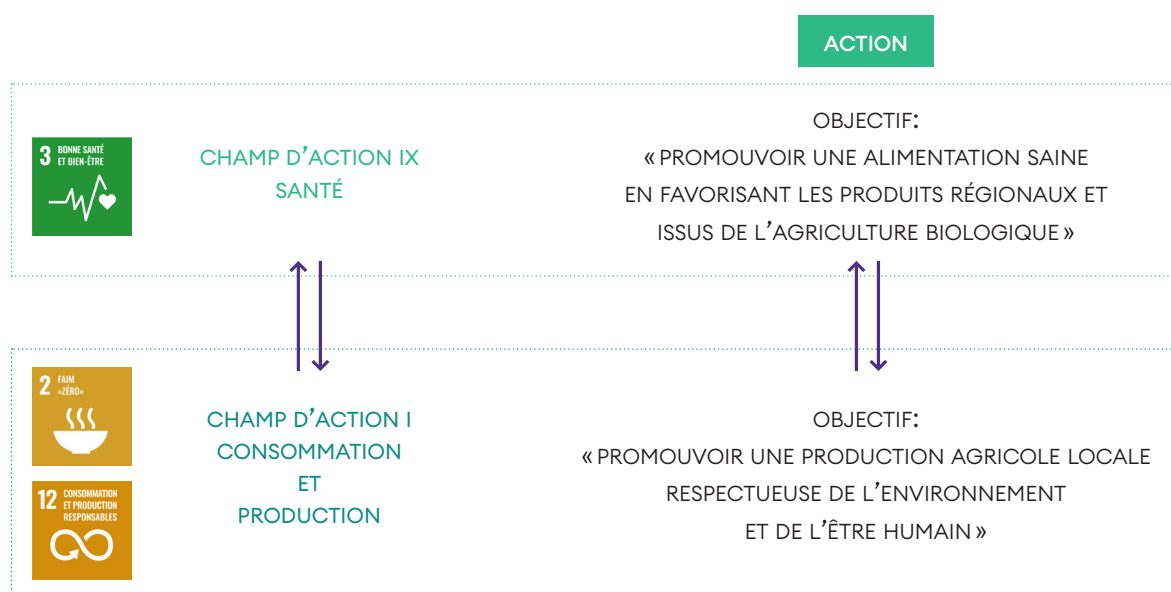 ACTION
3 BONNE SANTÉ
ET BIEN-ÊTRE
CHAMP D'ACTION IX
SANTÉ
OBJECTIF:
« PROMOUVOIR UNE ALIMENTATION SAINE
EN FAVORISANT LES PRODUITS RÉGIONAUX ET
ISSUS DE L'AGRICULTURE BIOLOGIQUE »
2 FAIM
«ZÉRO»
12 CONSOMMATION
ET PRODUCTION
RESPONSABLES
CHAMP D'ACTION I
CONSOMMATION
ET
PRODUCTION
OBJECTIF:
« PROMOUVOIR UNE PRODUCTION AGRICOLE LOCALE
RESPECTUEUSE DE L'ENVIRONNEMENT
ET DE L'ÊTRE HUMAIN »